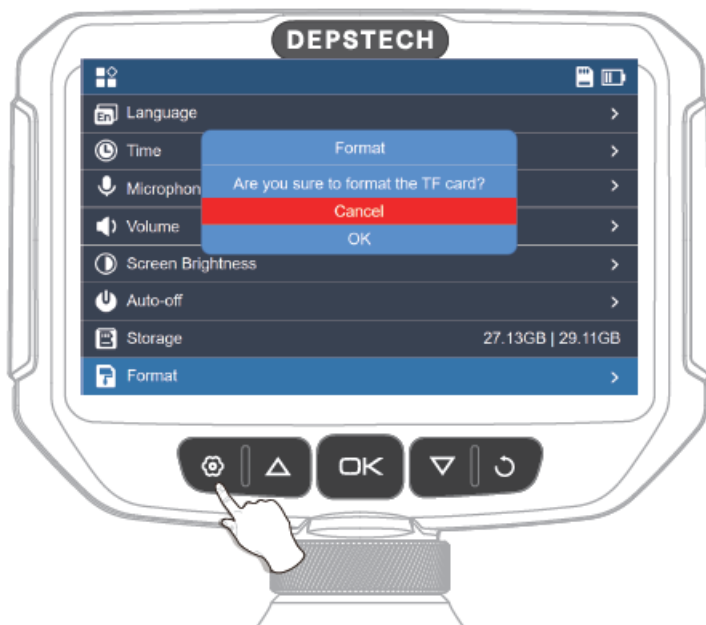 DEPSTECH
En Language
Time
Format
Are you sure to format the TF card?
Microphon
Cancel
Volume
OK
Screen Brightness
Auto-off
Storage 27.13GB | 29.11GB
Format
OK